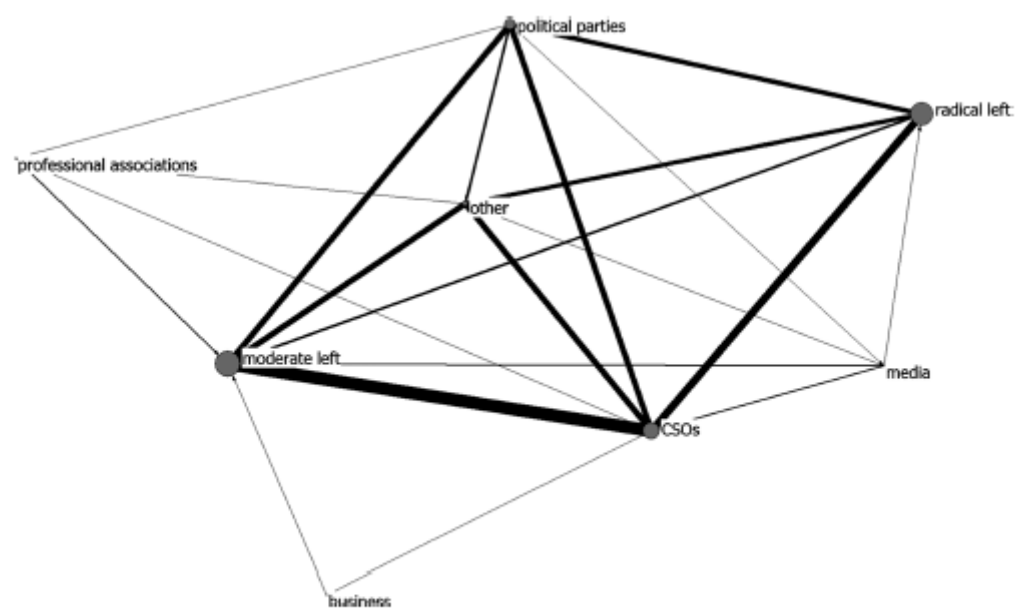 political parties
radical left
professional associations
other
moderate left
media
CSOs
business